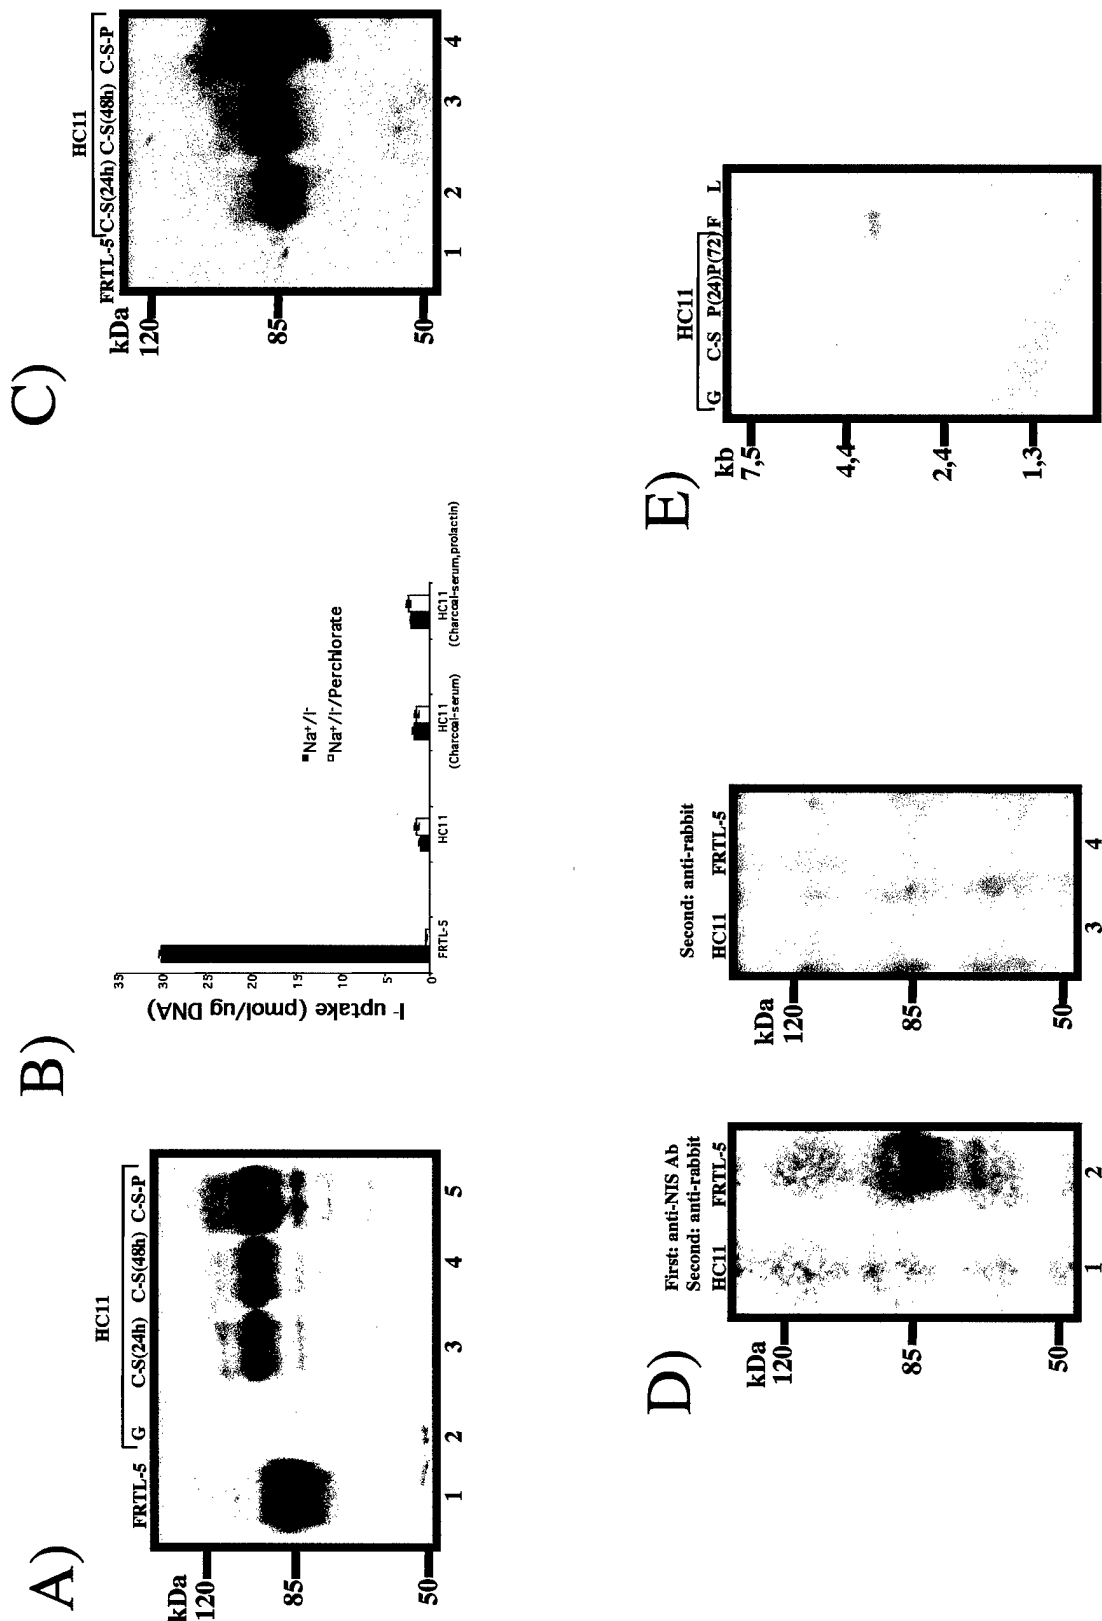 A)
HC11
FRTL-5 G C-S(24h) C-S(48h) C-S-P
kDa
120
85
50
1 2 3 4 5
B)
I- uptake (pmol/ug DNA)
35
30
25
20
15
10
5
0
■Na+/I-
□Na+/I-/Perchlorate
FRTL-5
HC11
HC11
(Charcoal-serum)
HC11
(Charcoal-serum,prolactin)
C)
HC11
FRTL-5 C-S(24h) C-S(48h) C-S-P
kDa
120
85
50
1 2 3 4
D)
First: anti-NIS Ab
Second: anti-rabbit
HC11 FRTL-5
kDa
120
85
50
1 2
Second: anti-rabbit
HC11 FRTL-5
kDa
120
85
50
3 4
E)
HC11
G C-S P(24)P(72) F L
kb
7,5
4,4
2,4
1,3